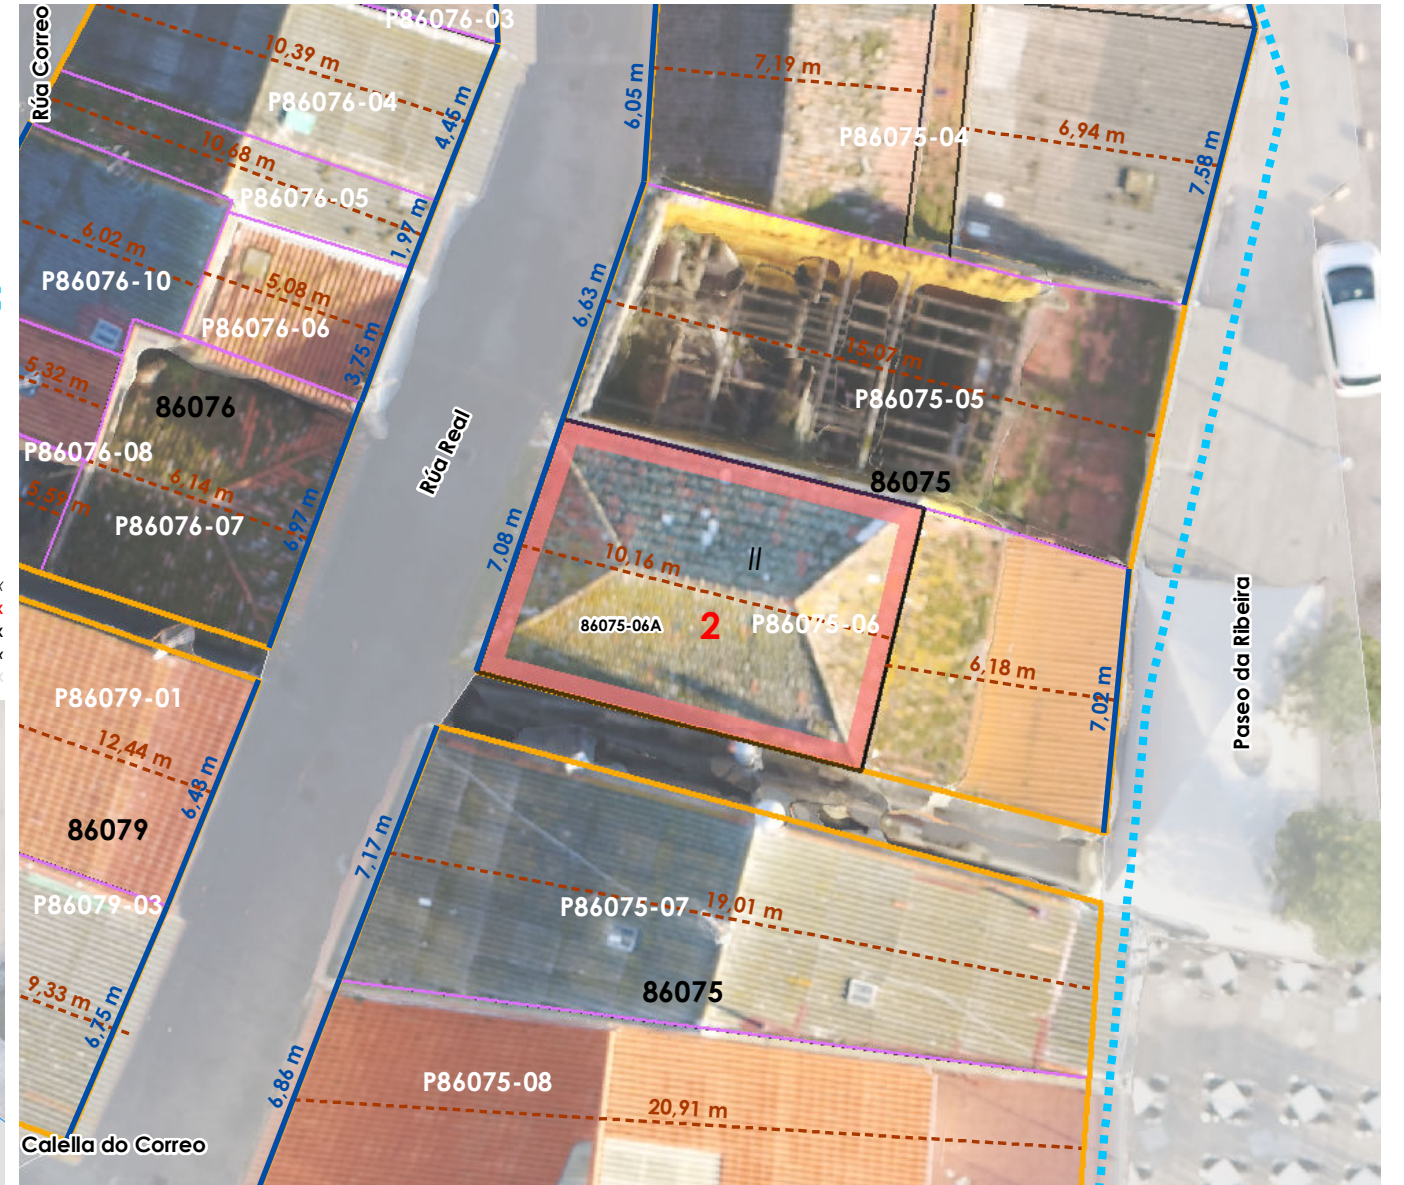 P86076-03
Rúa Correo
10,39 m
P86076-04
4,45 m
6,05 m
7,19 m
P86075-04
6,94 m
7,58 m
10,68 m
P86076-05
1,97 m
6,02 m
P86076-10
5,08 m
P86076-06
3,75 m
6,63 m
15,07 m
P86075-05
5,32 m
86076
P86076-08
6,14 m
5,59 m
P86076-07
6,97 m
Rúa Real
86075
7,08 m
10,16 m
II
86075-06A
2
P86075-06
6,18 m
7,02 m
Paseo da Ribeira
x
x
x
x
x
P86079-01
12,44 m
6,43 m
86079
P86079-03
9,33 m
6,75 m
7,17 m
P86075-07
19,01 m
86075
6,86 m
P86075-08
20,91 m
Calella do Correo